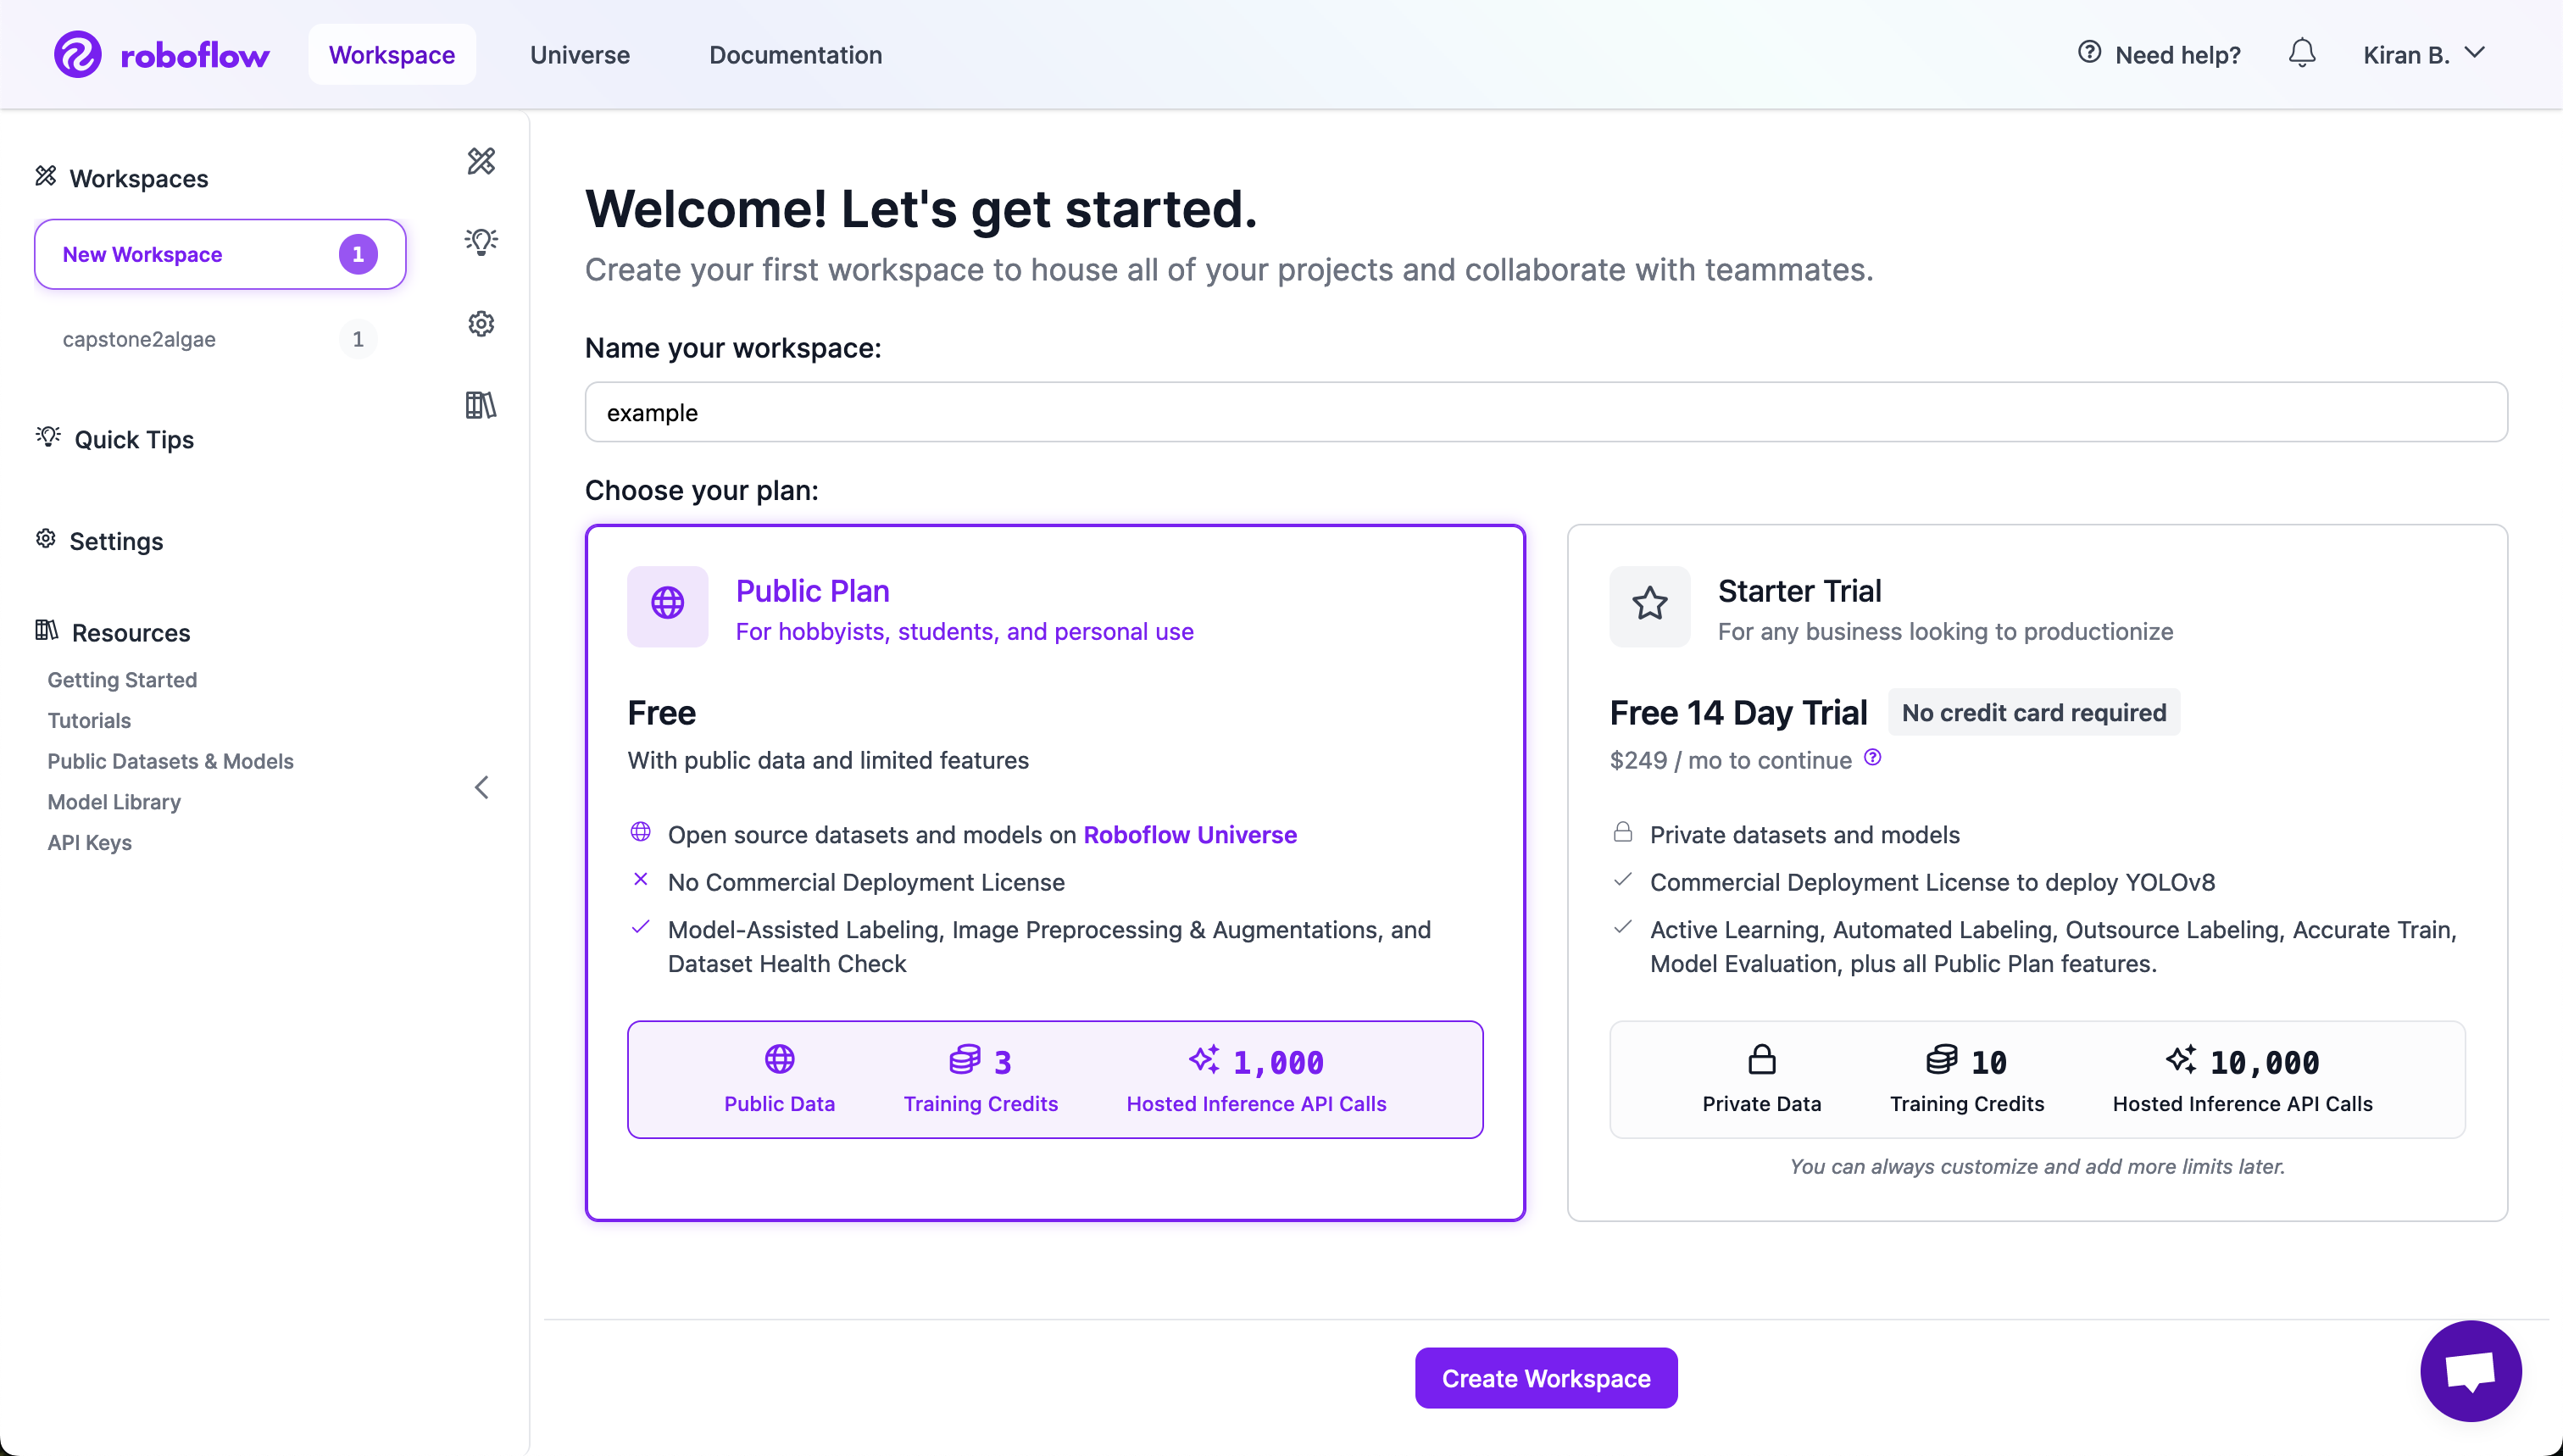 roboflow
Workspace
Universe
Documentation
Need help?
Kiran B.
Workspaces
New Workspace 1
capstone2algae 1
Quick Tips
Settings
Resources
Getting Started
Tutorials
Public Datasets & Models
Model Library
API Keys
Welcome! Let's get started.
Create your first workspace to house all of your projects and collaborate with teammates.
Name your workspace:
example
Choose your plan:
Public Plan
For hobbyists, students, and personal use
Free
With public data and limited features
Open source datasets and models on Roboflow Universe
No Commercial Deployment License
Model-Assisted Labeling, Image Preprocessing & Augmentations, and
Dataset Health Check
Public Data
3
Training Credits
1,000
Hosted Inference API Calls
Starter Trial
For any business looking to productionize
Free 14 Day Trial
No credit card required
$249 / mo to continue
Private datasets and models
Commercial Deployment License to deploy YOLOv8
Active Learning, Automated Labeling, Outsource Labeling, Accurate Train,
Model Evaluation, plus all Public Plan features.
Private Data
10
Training Credits
10,000
Hosted Inference API Calls
You can always customize and add more limits later.
Create Workspace